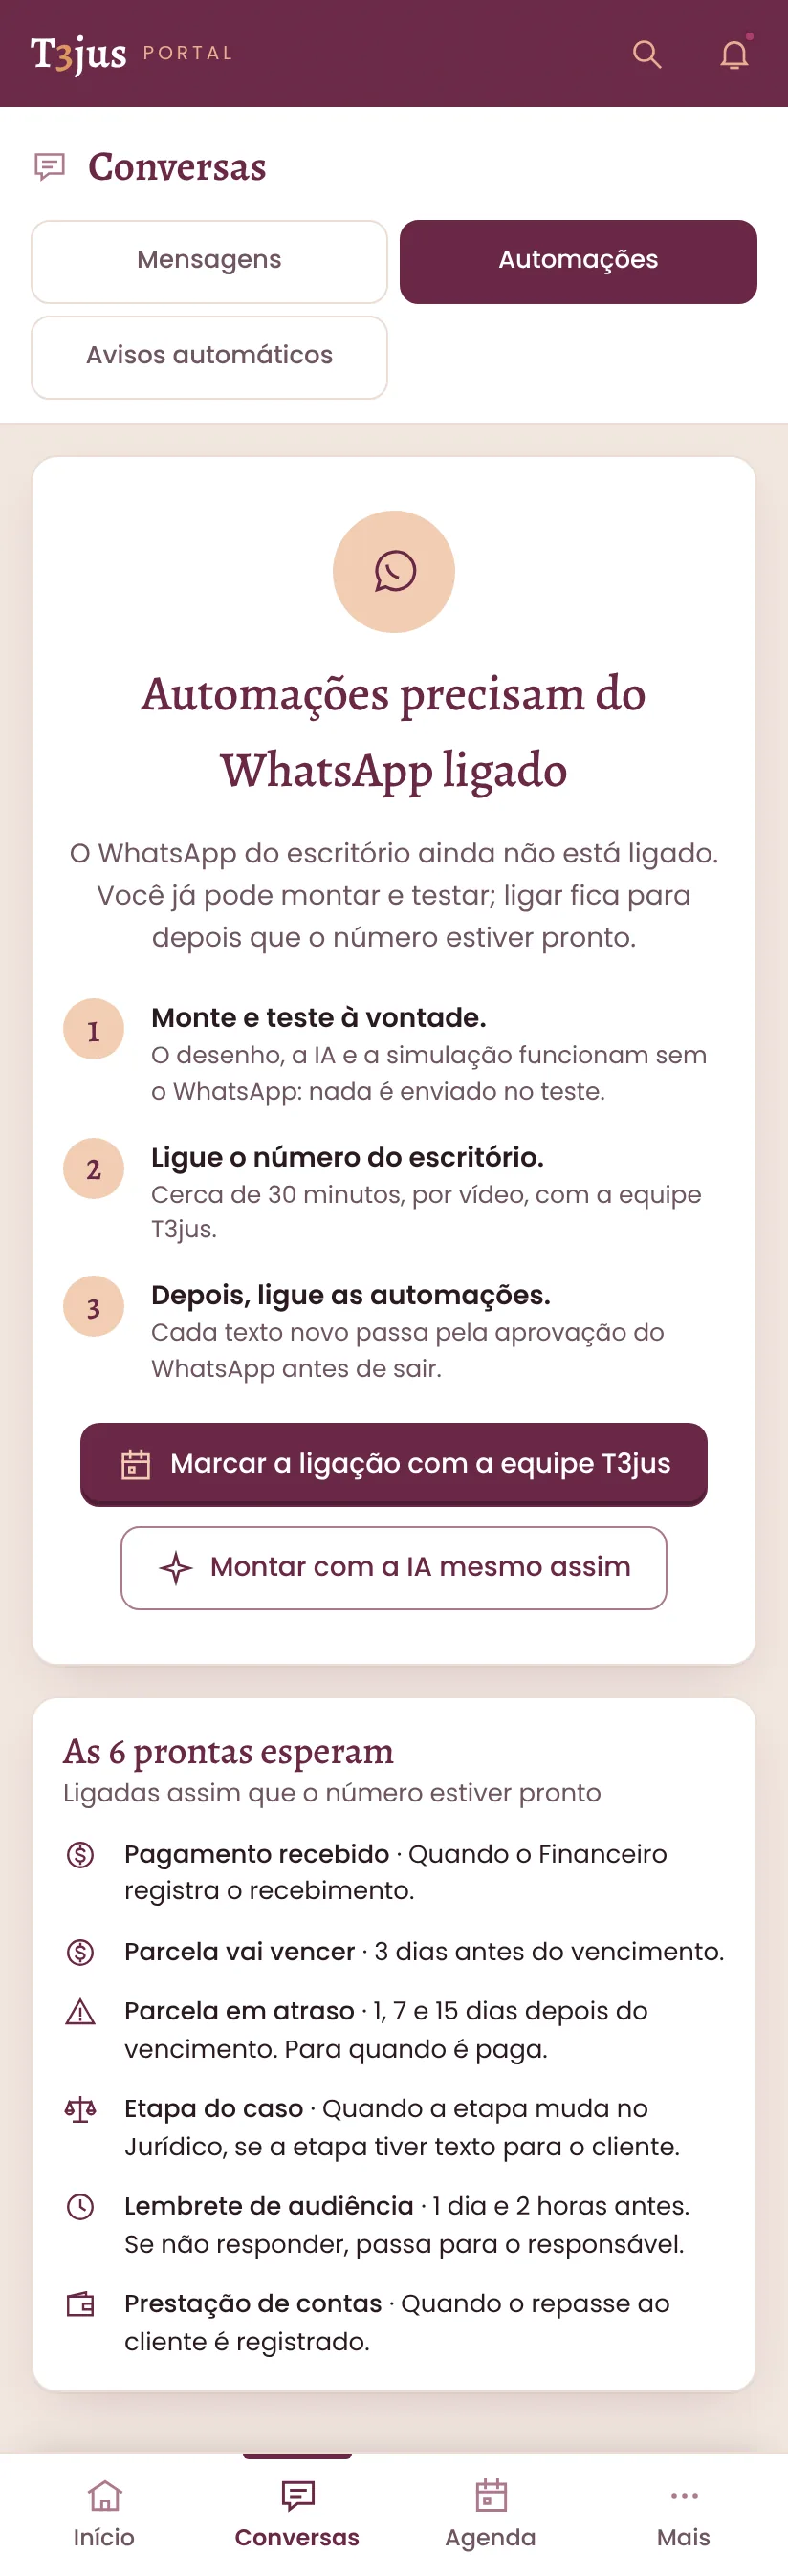 T3jus PORTAL
Conversas
Mensagens
Automações
Avisos automáticos
Automações precisam do
WhatsApp ligado
O WhatsApp do escritório ainda não está ligado.
Você já pode montar e testar; ligar fica para
depois que o número estiver pronto.
1
Monte e teste à vontade.
O desenho, a IA e a simulação funcionam sem
o WhatsApp: nada é enviado no teste.
2
Ligue o número do escritório.
Cerca de 30 minutos, por vídeo, com a equipe
T3jus.
3
Depois, ligue as automações.
Cada texto novo passa pela aprovação do
WhatsApp antes de sair.
Marcar a ligação com a equipe T3jus
Montar com a IA mesmo assim
As 6 prontas esperam
Ligadas assim que o número estiver pronto
Pagamento recebido · Quando o Financeiro
registra o recebimento.
Parcela vai vencer · 3 dias antes do vencimento.
Parcela em atraso · 1, 7 e 15 dias depois do
vencimento. Para quando é paga.
Etapa do caso · Quando a etapa muda no
Jurídico, se a etapa tiver texto para o cliente.
Lembrete de audiência · 1 dia e 2 horas antes.
Se não responder, passa para o responsável.
Prestação de contas · Quando o repasse ao
cliente é registrado.
Início
Conversas
Agenda
Mais